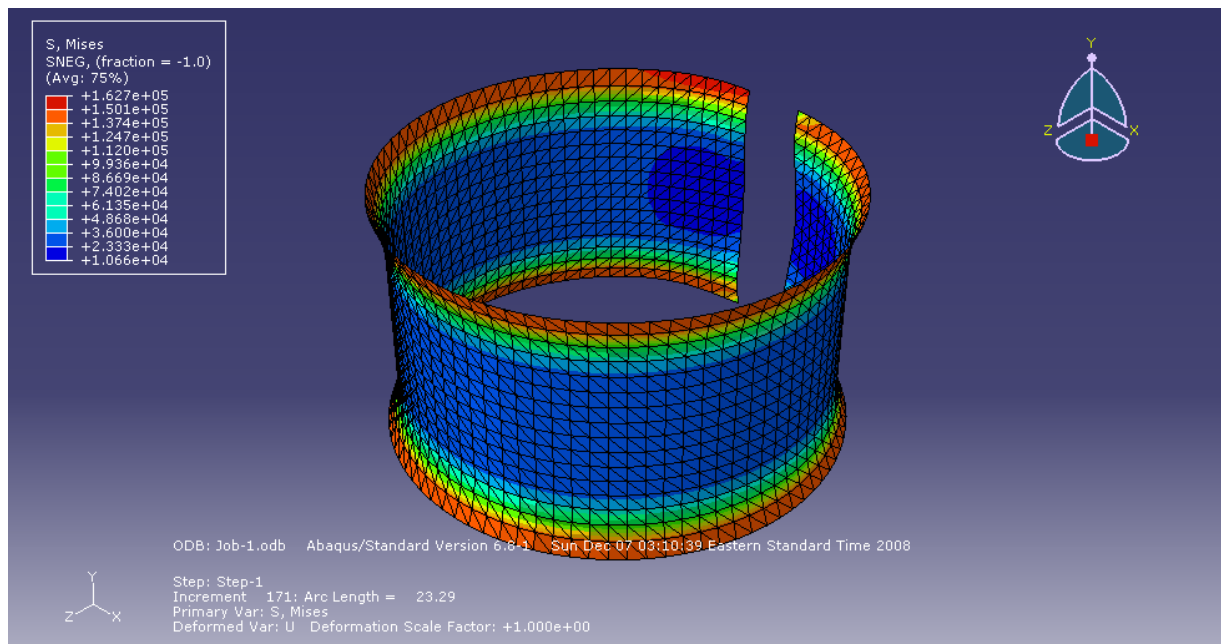 S, Mises
SNEG, (fraction = -1.0)
(Avg: 75%)
+1.627e+05
+1.501e+05
+1.374e+05
+1.247e+05
+1.120e+05
+9.936e+04
+8.669e+04
+7.402e+04
+6.135e+04
+4.868e+04
+3.600e+04
+2.333e+04
+1.066e+04
Y
Z
X
ODB: Job-1.odb Abaqus/Standard Version 6.8-1 Sun Dec 07 03:10:39 Eastern Standard Time 2008
Y
Z
X
Step: Step-1
Increment 171: Arc Length = 23.29
Primary Var: S, Mises
Deformed Var: U Deformation Scale Factor: +1.000e+00